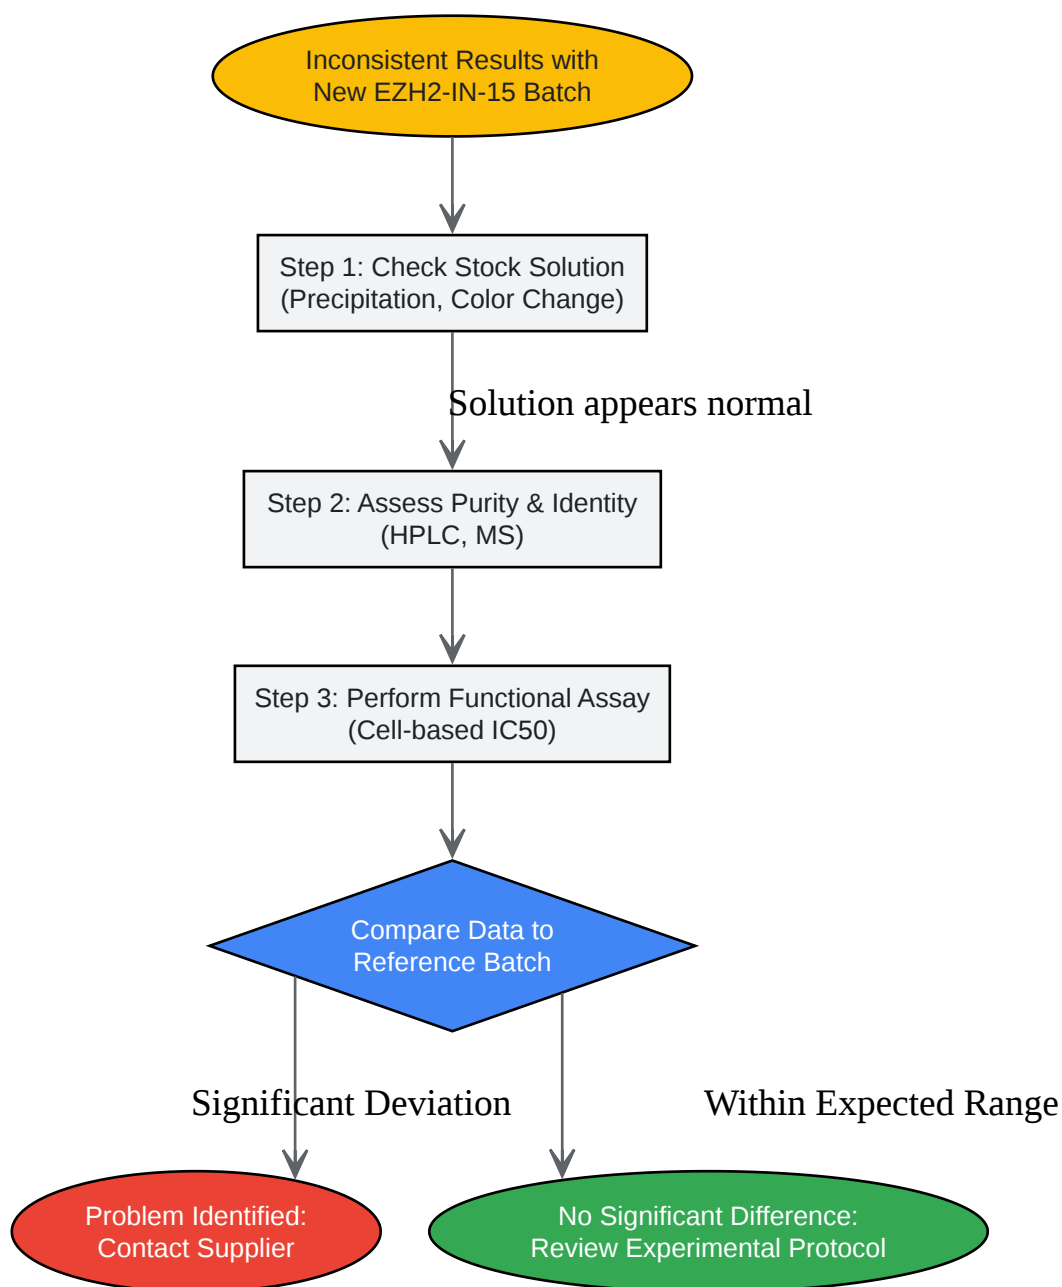 Inconsistent Results with
New EZH2-IN-15 Batch
Step 1: Check Stock Solution
(Precipitation, Color Change)
Solution appears normal
Step 2: Assess Purity & Identity
(HPLC, MS)
Step 3: Perform Functional Assay
(Cell-based IC50)
Compare Data to
Reference Batch
Significant Deviation
Within Expected Range
Problem Identified:
Contact Supplier
No Significant Difference:
Review Experimental Protocol